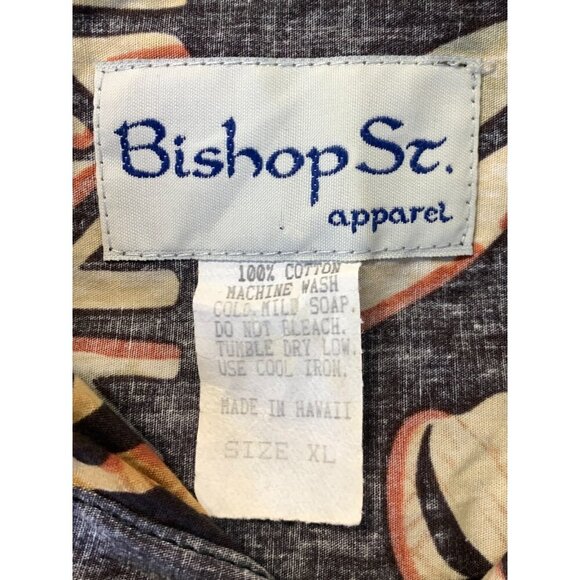 Bishop St.
apparel
100% COTTON
MACHINE WASH
COLD, MILD SOAP.
DO NOT BLEACH.
TUMBLE DRY LOW.
USE COOL IRON.
MADE IN HAWAII
SIZE XL